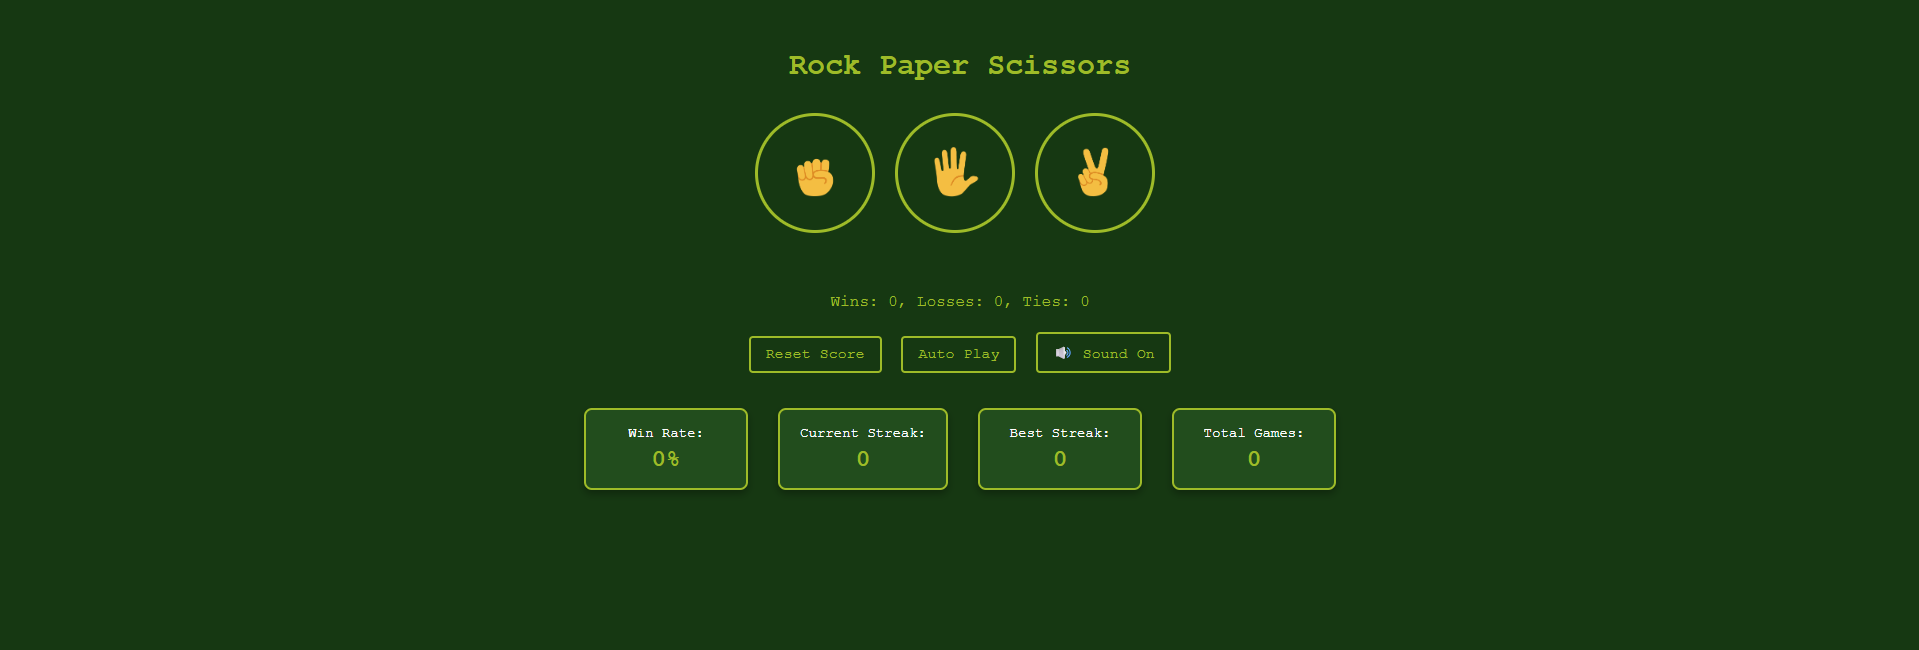 Rock Paper Scissors
Wins: 0, Losses: 0, Ties: 0
Reset Score
Auto Play
Sound On
Win Rate:
0%
Current Streak:
0
Best Streak:
0
Total Games:
0